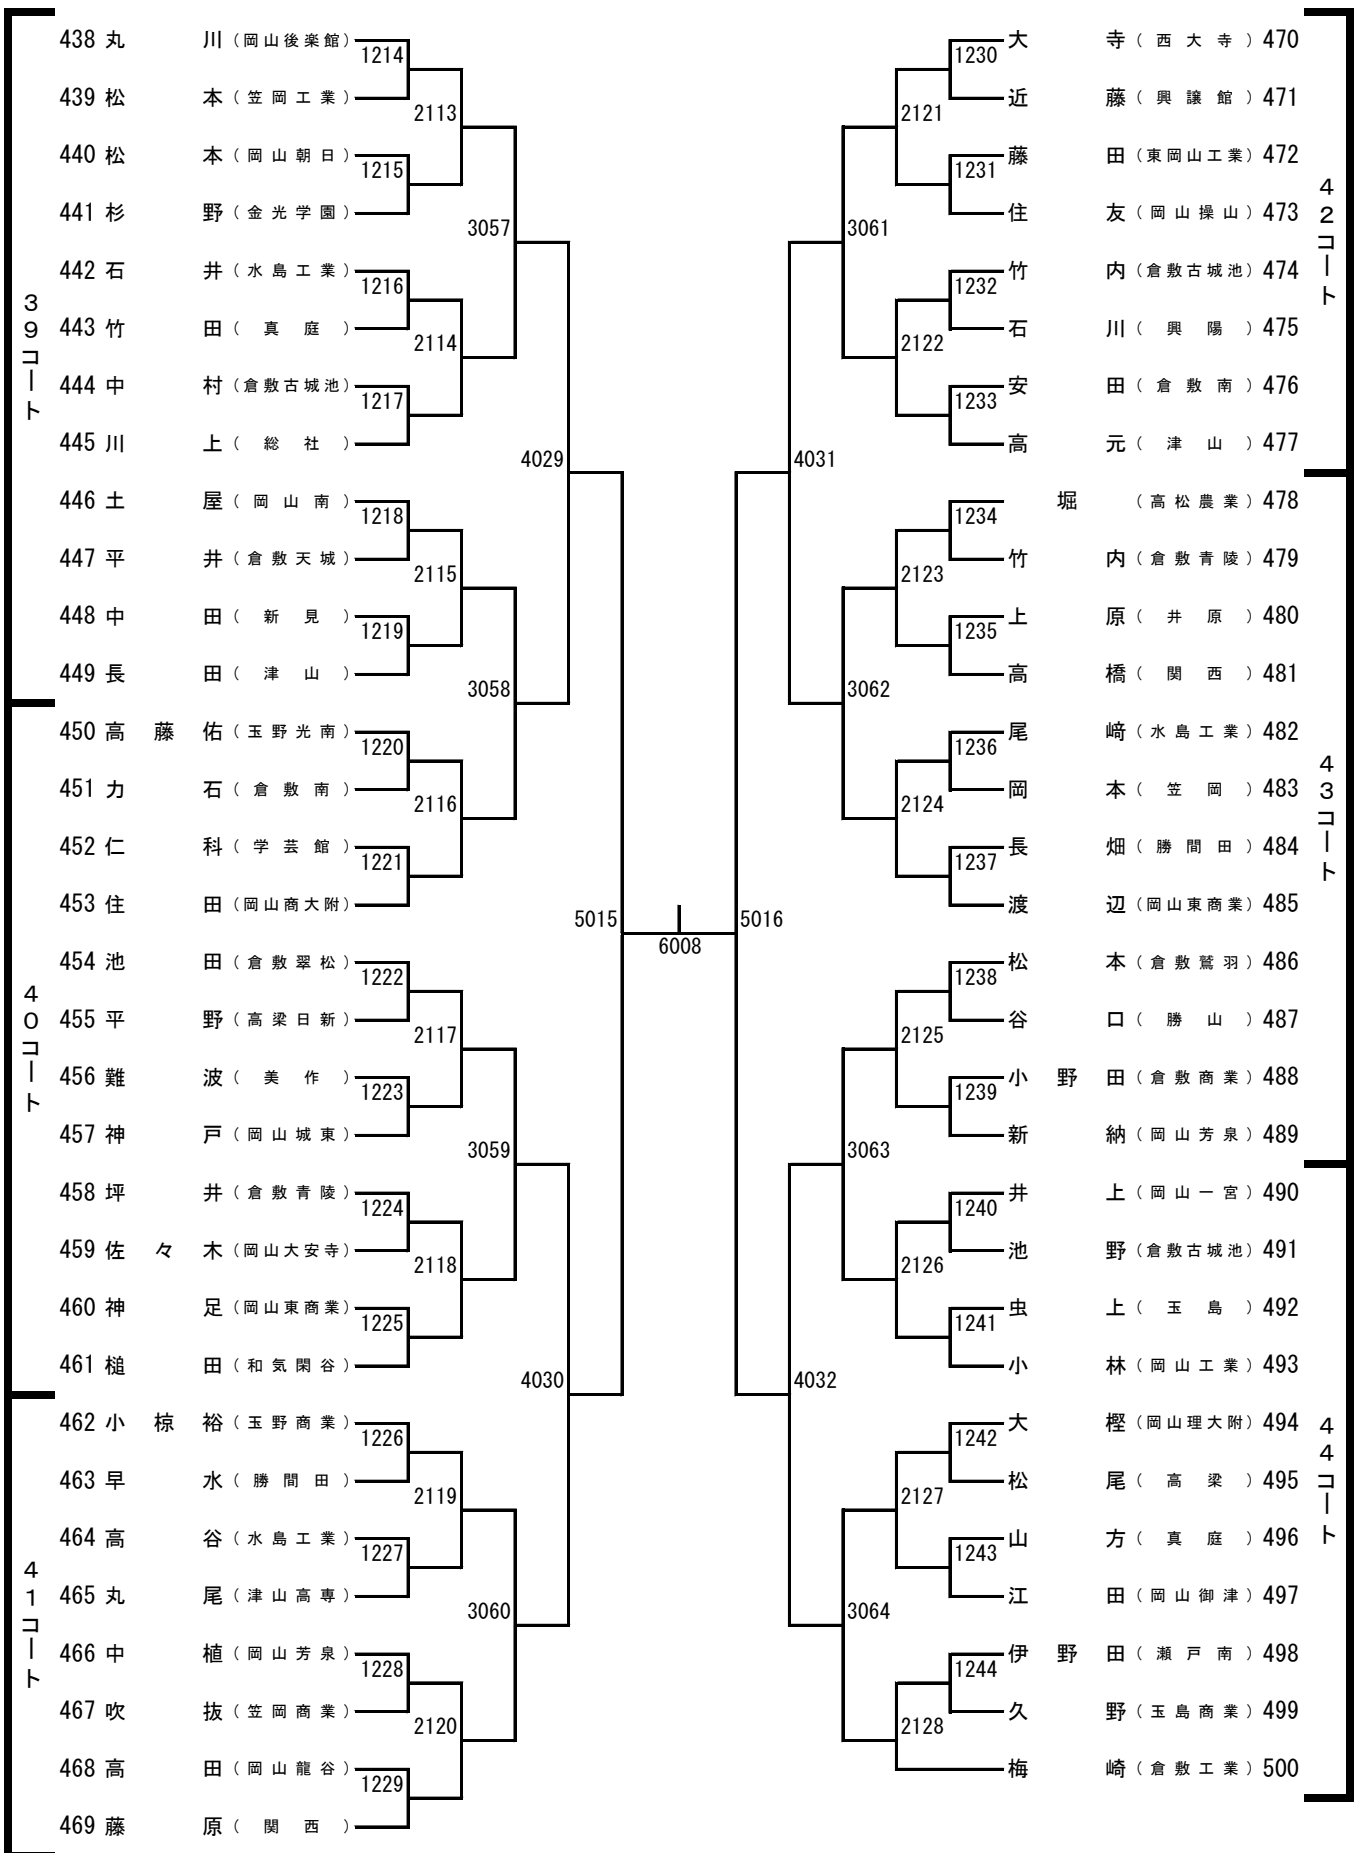 39コート
438 丸川 (岡山後楽館)
1214
439 松本 (笠岡工業)
2113
440 松本 (岡山朝日)
1215
441 杉野 (金光学園)
3057
442 石井 (水島工業)
1216
443 竹田 (真庭)
2114
444 中村 (倉敷古城池)
1217
445 川上 (総社)
4029
446 土屋 (岡山南)
1218
447 平井 (倉敷天城)
2115
448 中田 (新見)
1219
449 長田 (津山)
3058
40コート
450 高藤佑 (玉野光南)
1220
451 力石 (倉敷南)
2116
452 仁科 (学芸館)
1221
453 住田 (岡山商大附)
5015
454 池田 (倉敷翠松)
1222
455 平野 (高梁日新)
2117
456 難波 (美作)
1223
457 神戸 (岡山城東)
3059
458 坪井 (倉敷青陵)
1224
459 佐々木 (岡山大安寺)
2118
460 神足 (岡山東商業)
1225
461 槌田 (和気閑谷)
4030
41コート
462 小椋裕 (玉野商業)
1226
463 早水 (勝間田)
2119
464 高谷 (水島工業)
1227
465 丸尾 (津山高専)
3060
466 中植 (岡山芳泉)
1228
467 吹抜 (笠岡商業)
2120
468 高田 (岡山龍谷)
1229
469 藤原 (関西)
6008
42コート
大寺 (西大寺) 470
1230
近藤 (興譲館) 471
2121
藤田 (東岡山工業) 472
1231
住友 (岡山操山) 473
3061
竹内 (倉敷古城池) 474
1232
石川 (興陽) 475
2122
安田 (倉敷南) 476
1233
高元 (津山) 477
4031
43コート
堀 (高松農業) 478
1234
竹内 (倉敷青陵) 479
2123
上原 (井原) 480
1235
高橋 (関西) 481
3062
尾﨑 (水島工業) 482
1236
岡本 (笠岡) 483
2124
長畑 (勝間田) 484
1237
渡辺 (岡山東商業) 485
5016
松本 (倉敷鷲羽) 486
1238
谷口 (勝山) 487
2125
小野田 (倉敷商業) 488
1239
新納 (岡山芳泉) 489
3063
44コート
井上 (岡山一宮) 490
1240
池野 (倉敷古城池) 491
2126
虫上 (玉島) 492
1241
小林 (岡山工業) 493
4032
大樫 (岡山理大附) 494
1242
松尾 (高梁) 495
2127
山方 (真庭) 496
1243
江田 (岡山御津) 497
3064
伊野田 (瀬戸南) 498
1244
久野 (玉島商業) 499
2128
梅崎 (倉敷工業) 500